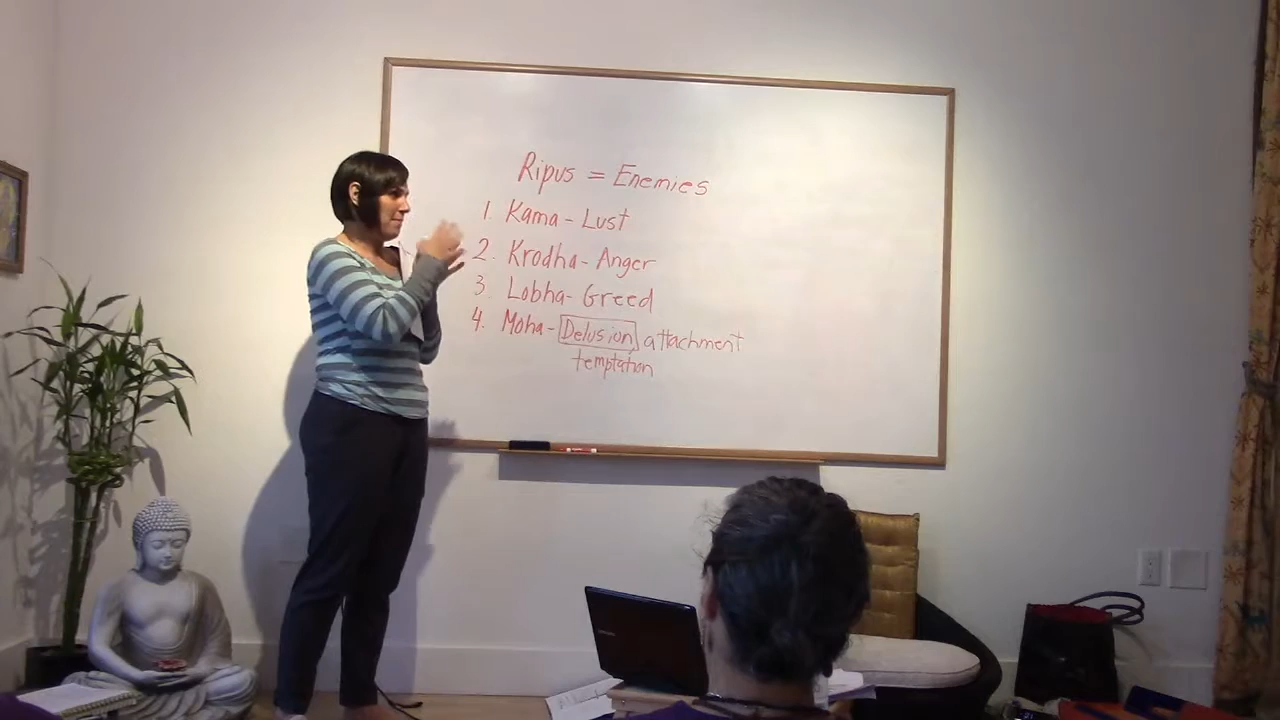 Ripus = Enemies
1. Kama - Lust
2. Krodha - Anger
3. Lobha - Greed
4. Moha - Delusion attachment
temptation